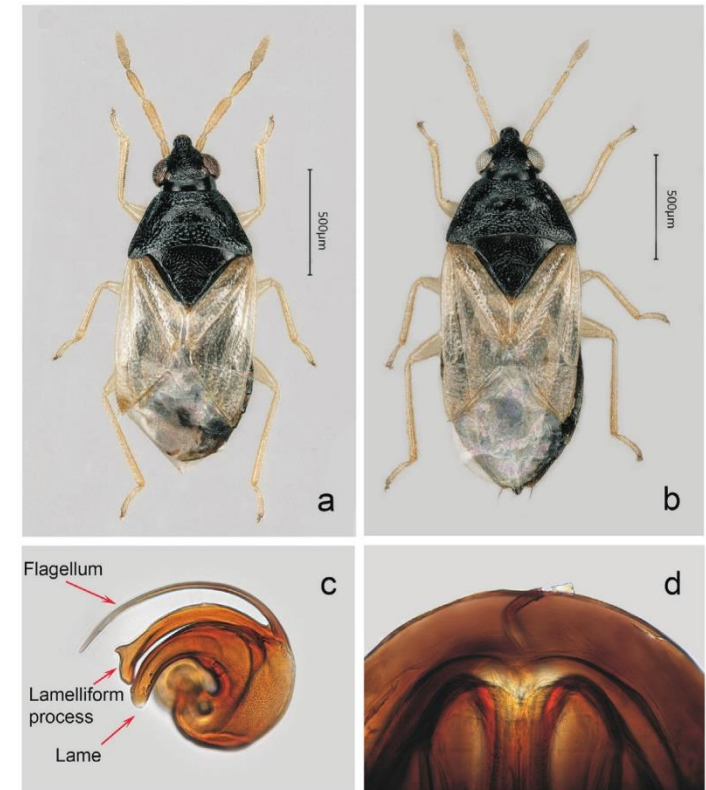 500μm
a
500μm
b
Flagellum
c
Lamelliform
process
Lame
d